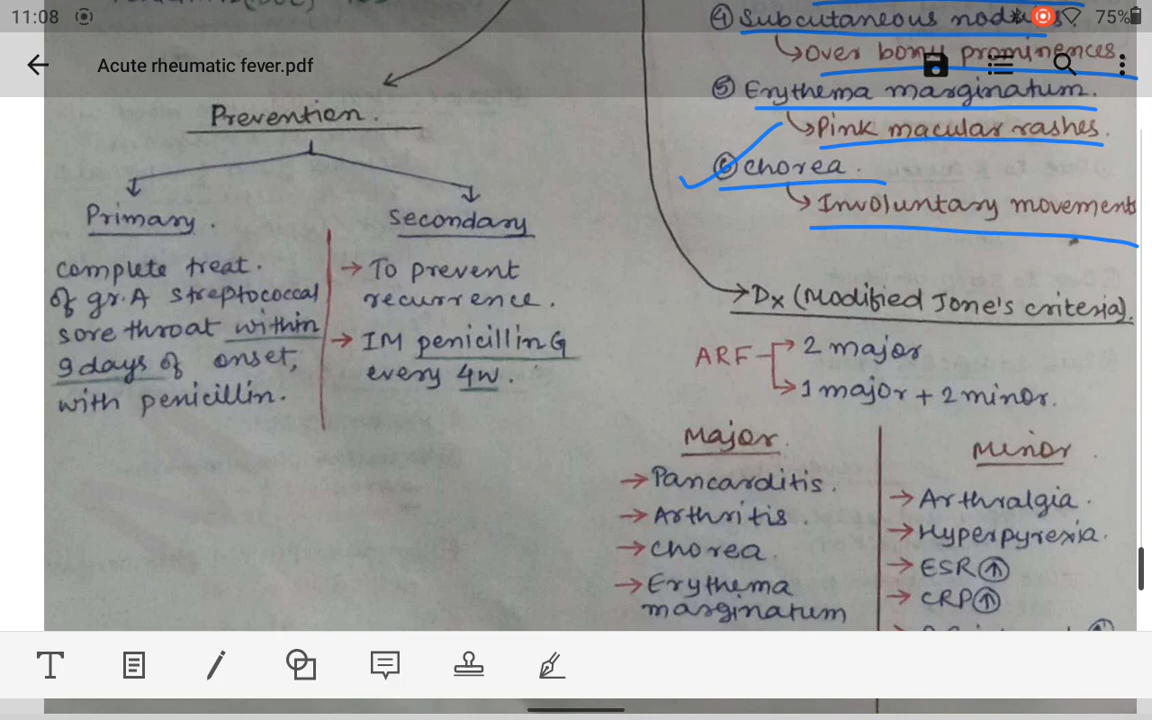 11:08
75%
Acute rheumatic fever.pdf
④ Subcutaneous
↳ Over bony prominences
⑤ Erythema marginatum.
↳ Pink macular rashes.
⑥ Chorea.
↳ Involuntary movement
Prevention.
Primary.
complete treat.
of gr.A streptococcal
sore throat within
9 days of onset,
with penicillin.
Secondary
→ To prevent
recurrence.
→ IM penicillin G
every 4w.
→ Dx (Modified Jone's criteria).
ARF → 2 major
→ 1 major + 2 minor.
Major.
→ Pancarditis.
→ Arthritis.
→ chorea.
→ Erythema
marginatum
Minor.
→ Arthralgia.
→ Hyperpyrexia.
→ ESR ↑
→ CRP ↑
T